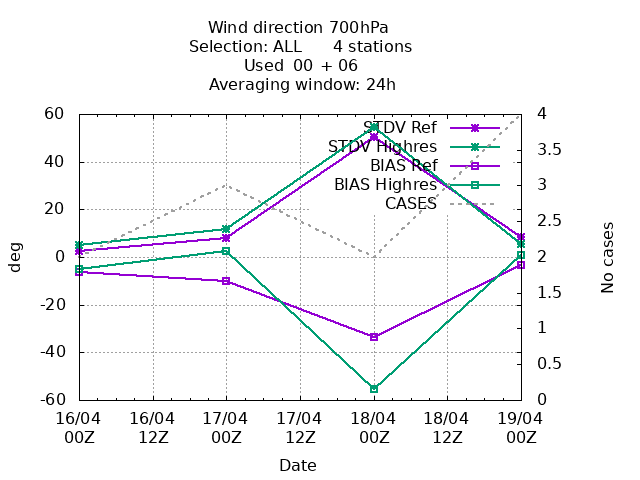 Wind direction 700hPa
Selection: ALL 4 stations
Used 00 + 06
Averaging window: 24h
60
40
20
0
-20
-40
-60
deg
4
3.5
3
2.5
2
1.5
1
0.5
0
No cases
STDV Ref
STDV Highres
BIAS Ref
BIAS Highres
CASES
16/04 16/04 17/04 17/04 18/04 18/04 19/04
00Z 12Z 00Z 12Z 00Z 12Z 00Z
Date